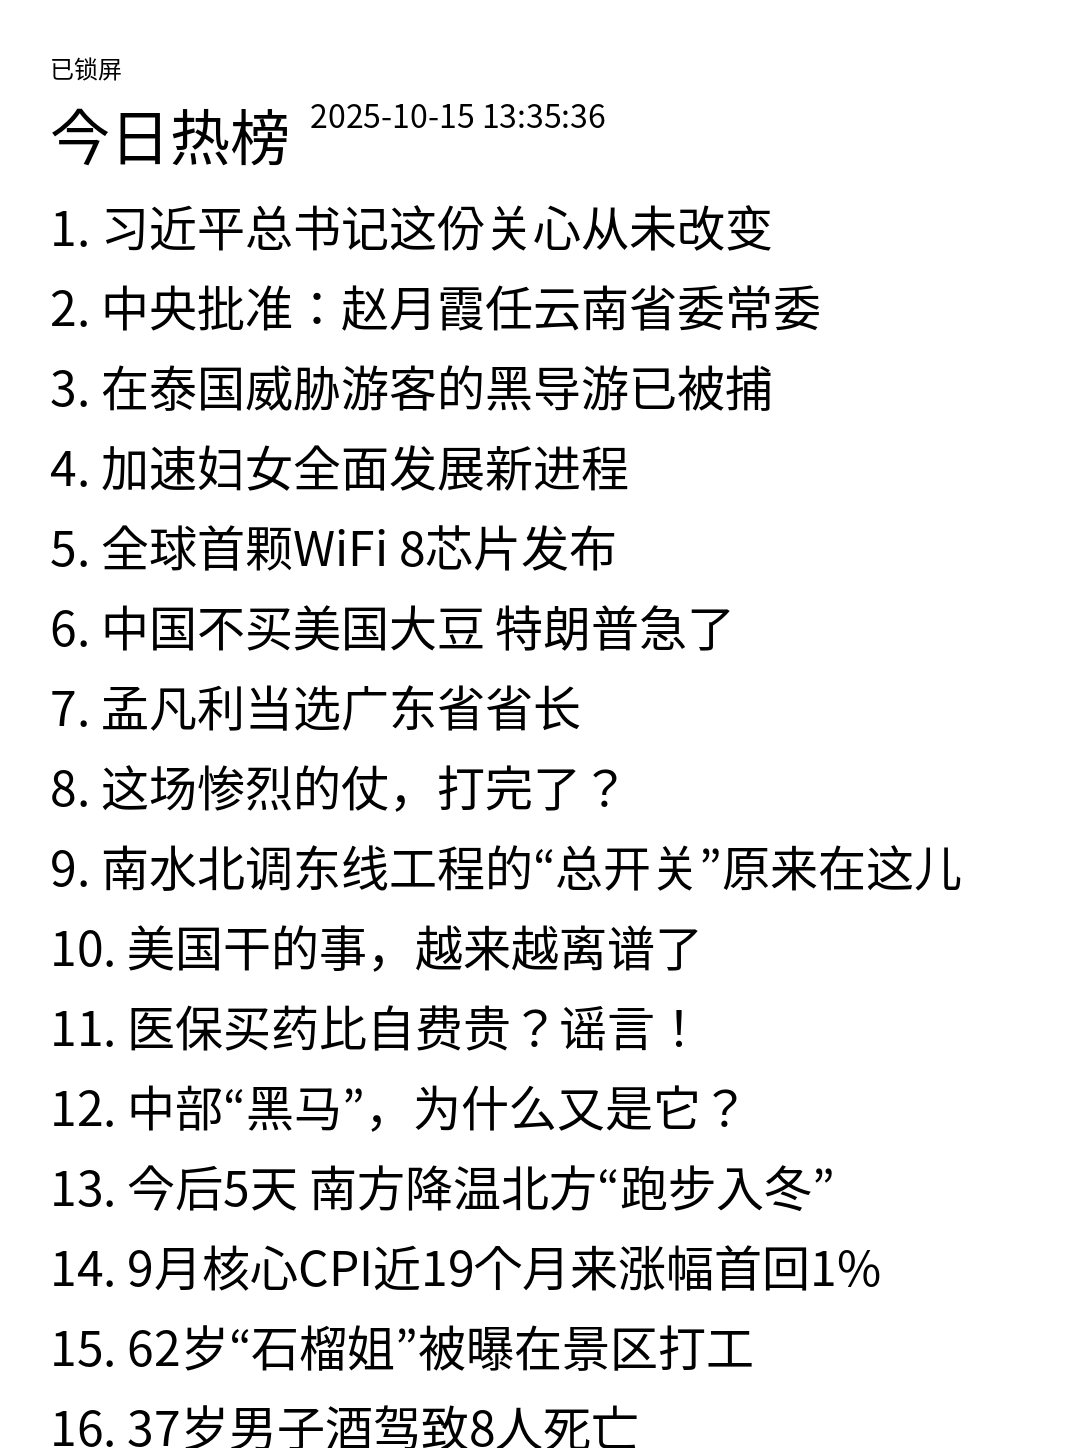 已锁屏
今日热榜 2025-10-15 13:35:36
1. 习近平总书记这份关心从未改变
2. 中央批准：赵月霞任云南省委常委
3. 在泰国威胁游客的黑导游已被捕
4. 加速妇女全面发展新进程
5. 全球首颗WiFi 8芯片发布
6. 中国不买美国大豆 特朗普急了
7. 孟凡利当选广东省省长
8. 这场惨烈的仗，打完了？
9. 南水北调东线工程的“总开关”原来在这儿
10. 美国干的事，越来越离谱了
11. 医保买药比自费贵？谣言！
12. 中部“黑马”，为什么又是它？
13. 今后5天 南方降温北方“跑步入冬”
14. 9月核心CPI近19个月来涨幅首回1%
15. 62岁“石榴姐”被曝在景区打工
16. 37岁男子酒驾致8人死亡